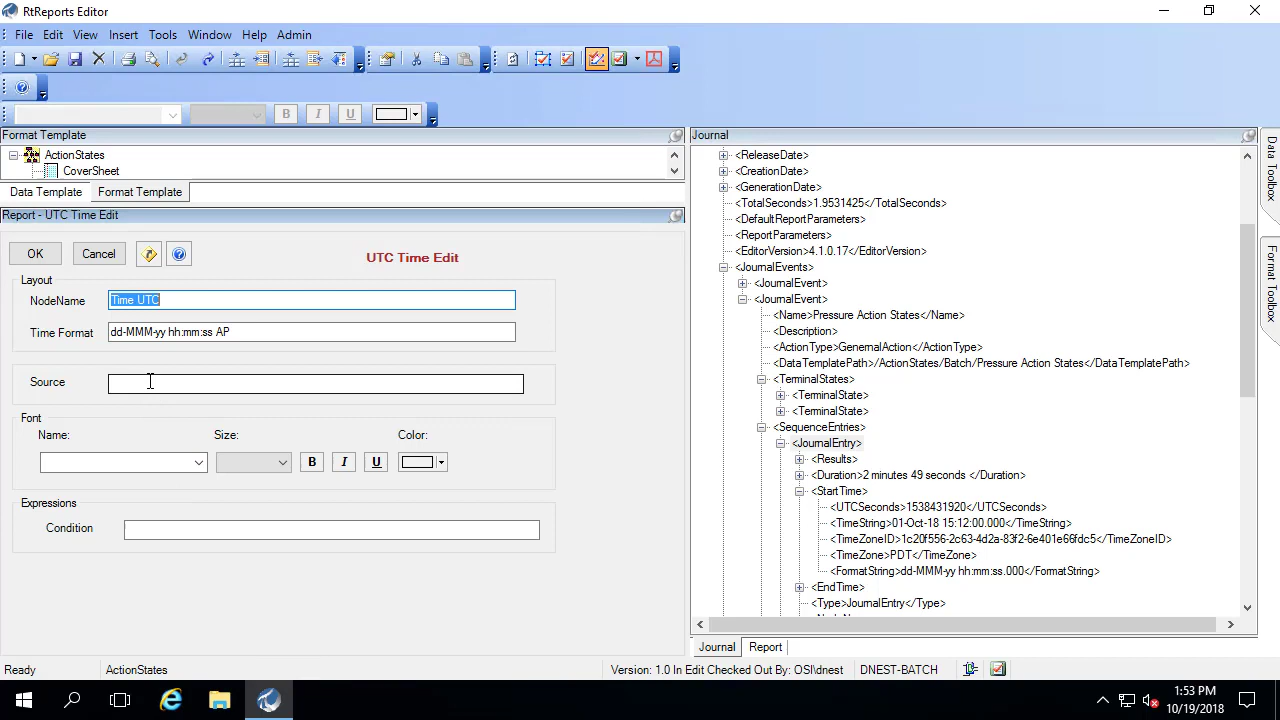 RtReports Editor
File Edit View Insert Tools Window Help Admin
B I U
Format Template
ActionStates
CoverSheet
Data Template Format Template
Report - UTC Time Edit
OK Cancel
UTC Time Edit
Layout
NodeName Time UTC
Time Format dd-MMM-yy hh:mm:ss AP
Source
Font
Name: Size: Color:
B I U
Expressions
Condition
Journal
<ReleaseDate>
<CreationDate>
<GenerationDate>
<TotalSeconds>1.9531425</TotalSeconds>
<DefaultReportParameters>
<ReportParameters>
<EditorVersion>4.1.0.17</EditorVersion>
<JournalEvents>
<JournalEvent>
<JournalEvent>
<Name>Pressure Action States</Name>
<Description>
<ActionType>GenernalAction</ActionType>
<DataTemplatePath>/ActionStates/Batch/Pressure Action States</DataTemplatePath>
<TerminalStates>
<TerminalState>
<TerminalState>
<SequenceEntries>
<JournalEntry>
<Results>
<Duration>2 minutes 49 seconds </Duration>
<StartTime>
<UTCSeconds>1538431920</UTCSeconds>
<TimeString>01-Oct-18 15:12:00.000</TimeString>
<TimeZoneID>1c20f556-2c63-4d2a-83f2-6e401e66fdc5</TimeZoneID>
<TimeZone>PDT</TimeZone>
<FormatString>dd-MMM-yy hh:mm:ss.000</FormatString>
<EndTime>
<Type>JournalEntry</Type>
Journal Report
Data Toolbox
Format Toolbox
Ready ActionStates Version: 1.0 In Edit Checked Out By: OSI\dnest DNEST-BATCH
1:53 PM
10/19/2018